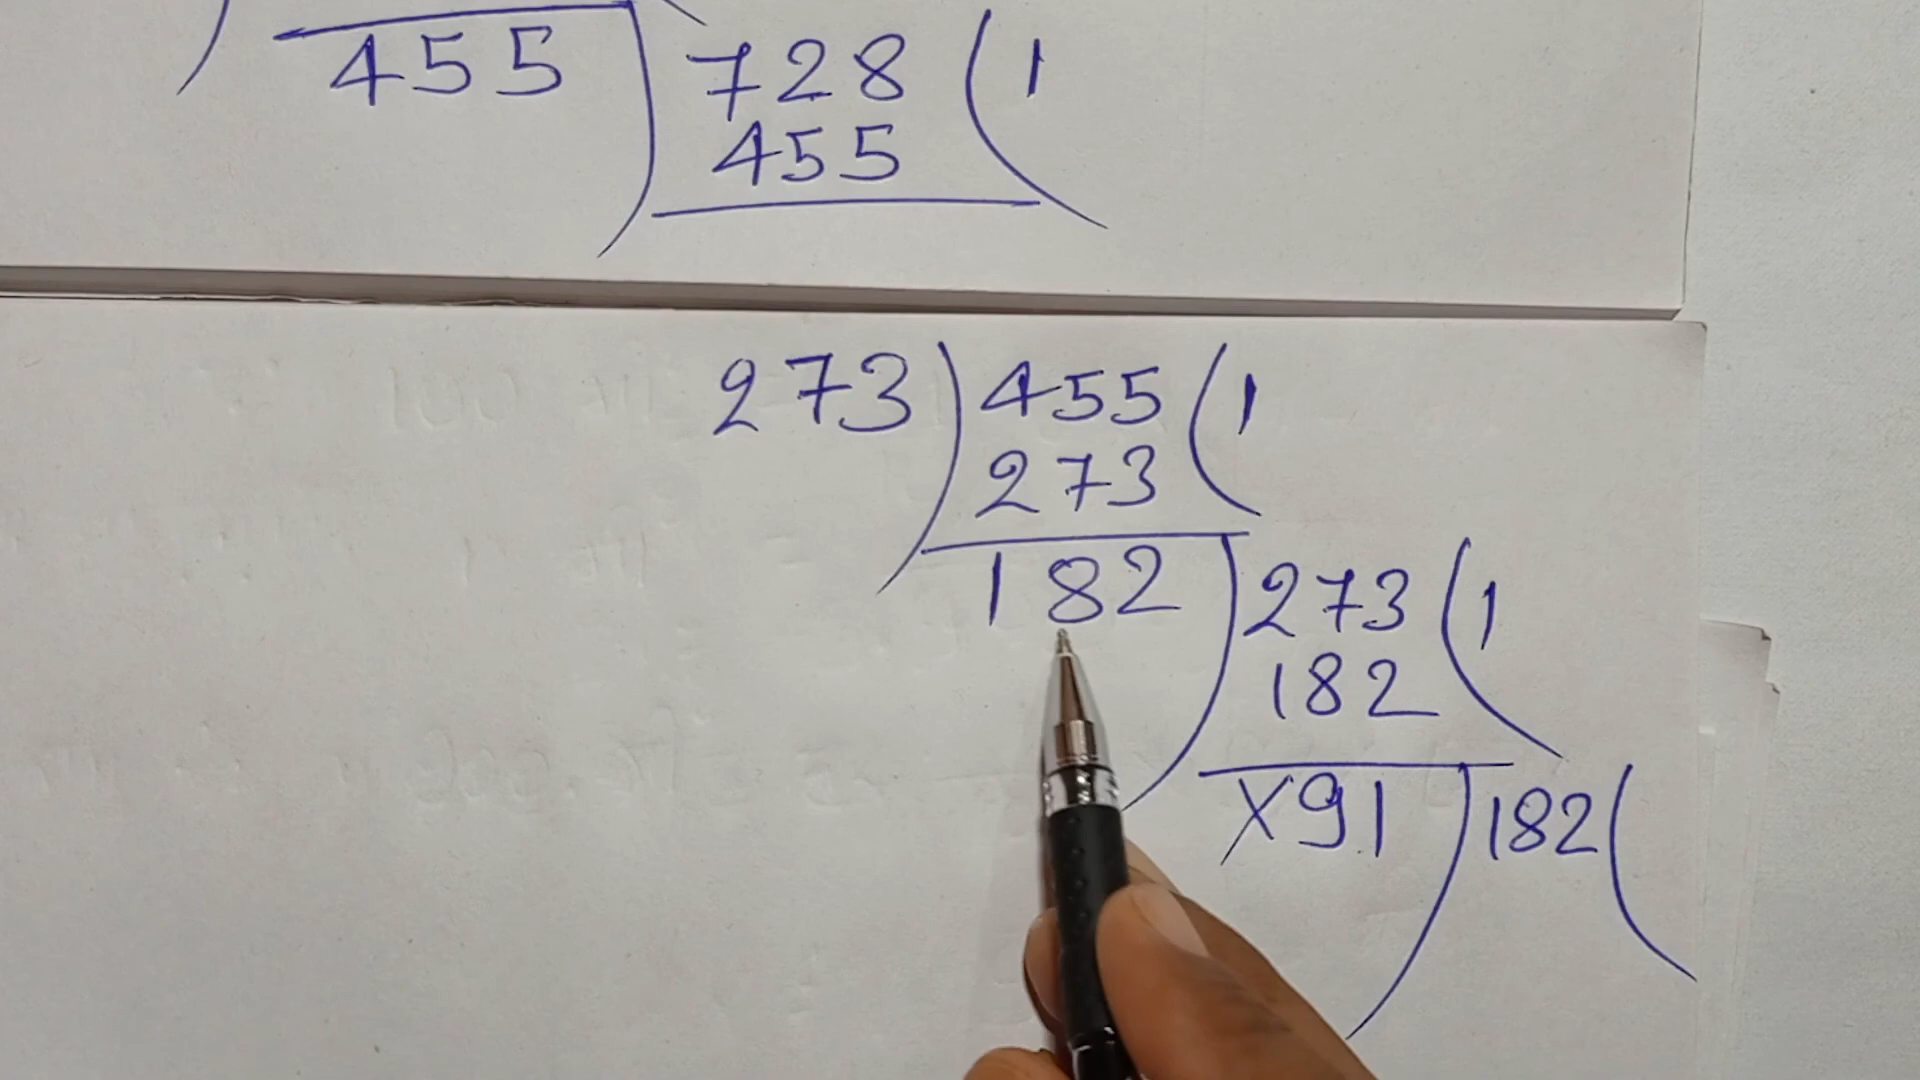 455 ) 728 ( 1
455
273 ) 455 ( 1
273
182 ) 273 ( 1
182
x91 ) 182 (